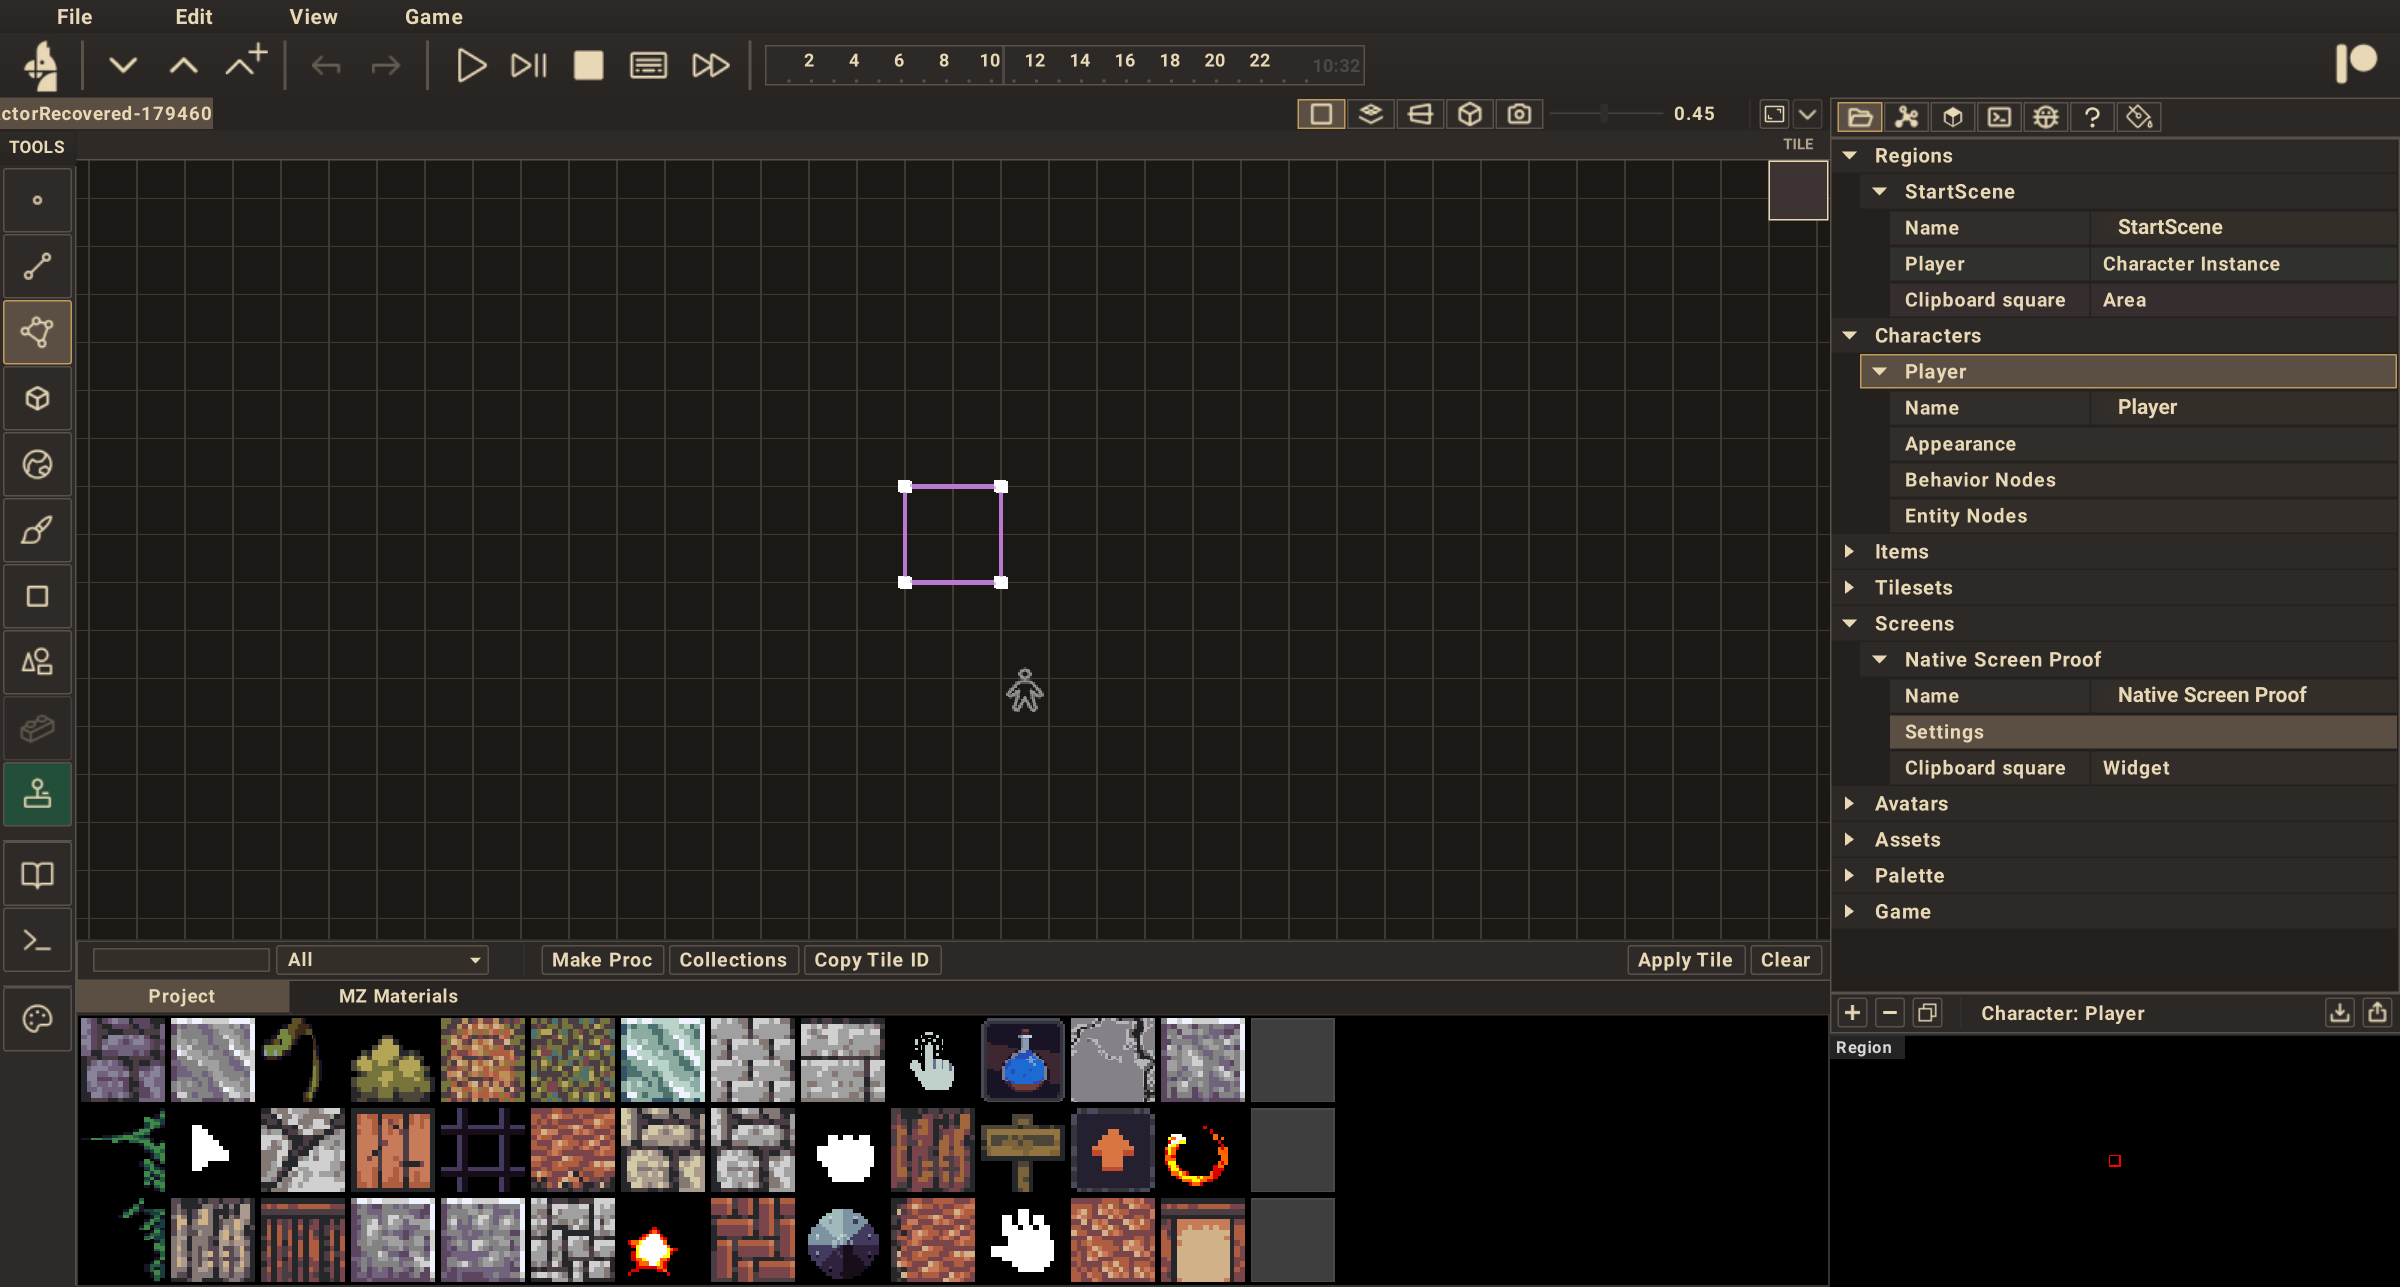 File Edit View Game
2 4 6 8 10 12 14 16 18 20 22 10:32
ctorRecovered-179460
0.45
TOOLS
TILE
Regions
StartScene
Name StartScene
Player Character Instance
Clipboard square Area
Characters
Player
Name Player
Appearance
Behavior Nodes
Entity Nodes
Items
Tilesets
Screens
Native Screen Proof
Name Native Screen Proof
Settings
Clipboard square Widget
Avatars
Assets
Palette
Game
All Make Proc Collections Copy Tile ID Apply Tile Clear
Project MZ Materials
Character: Player
Region